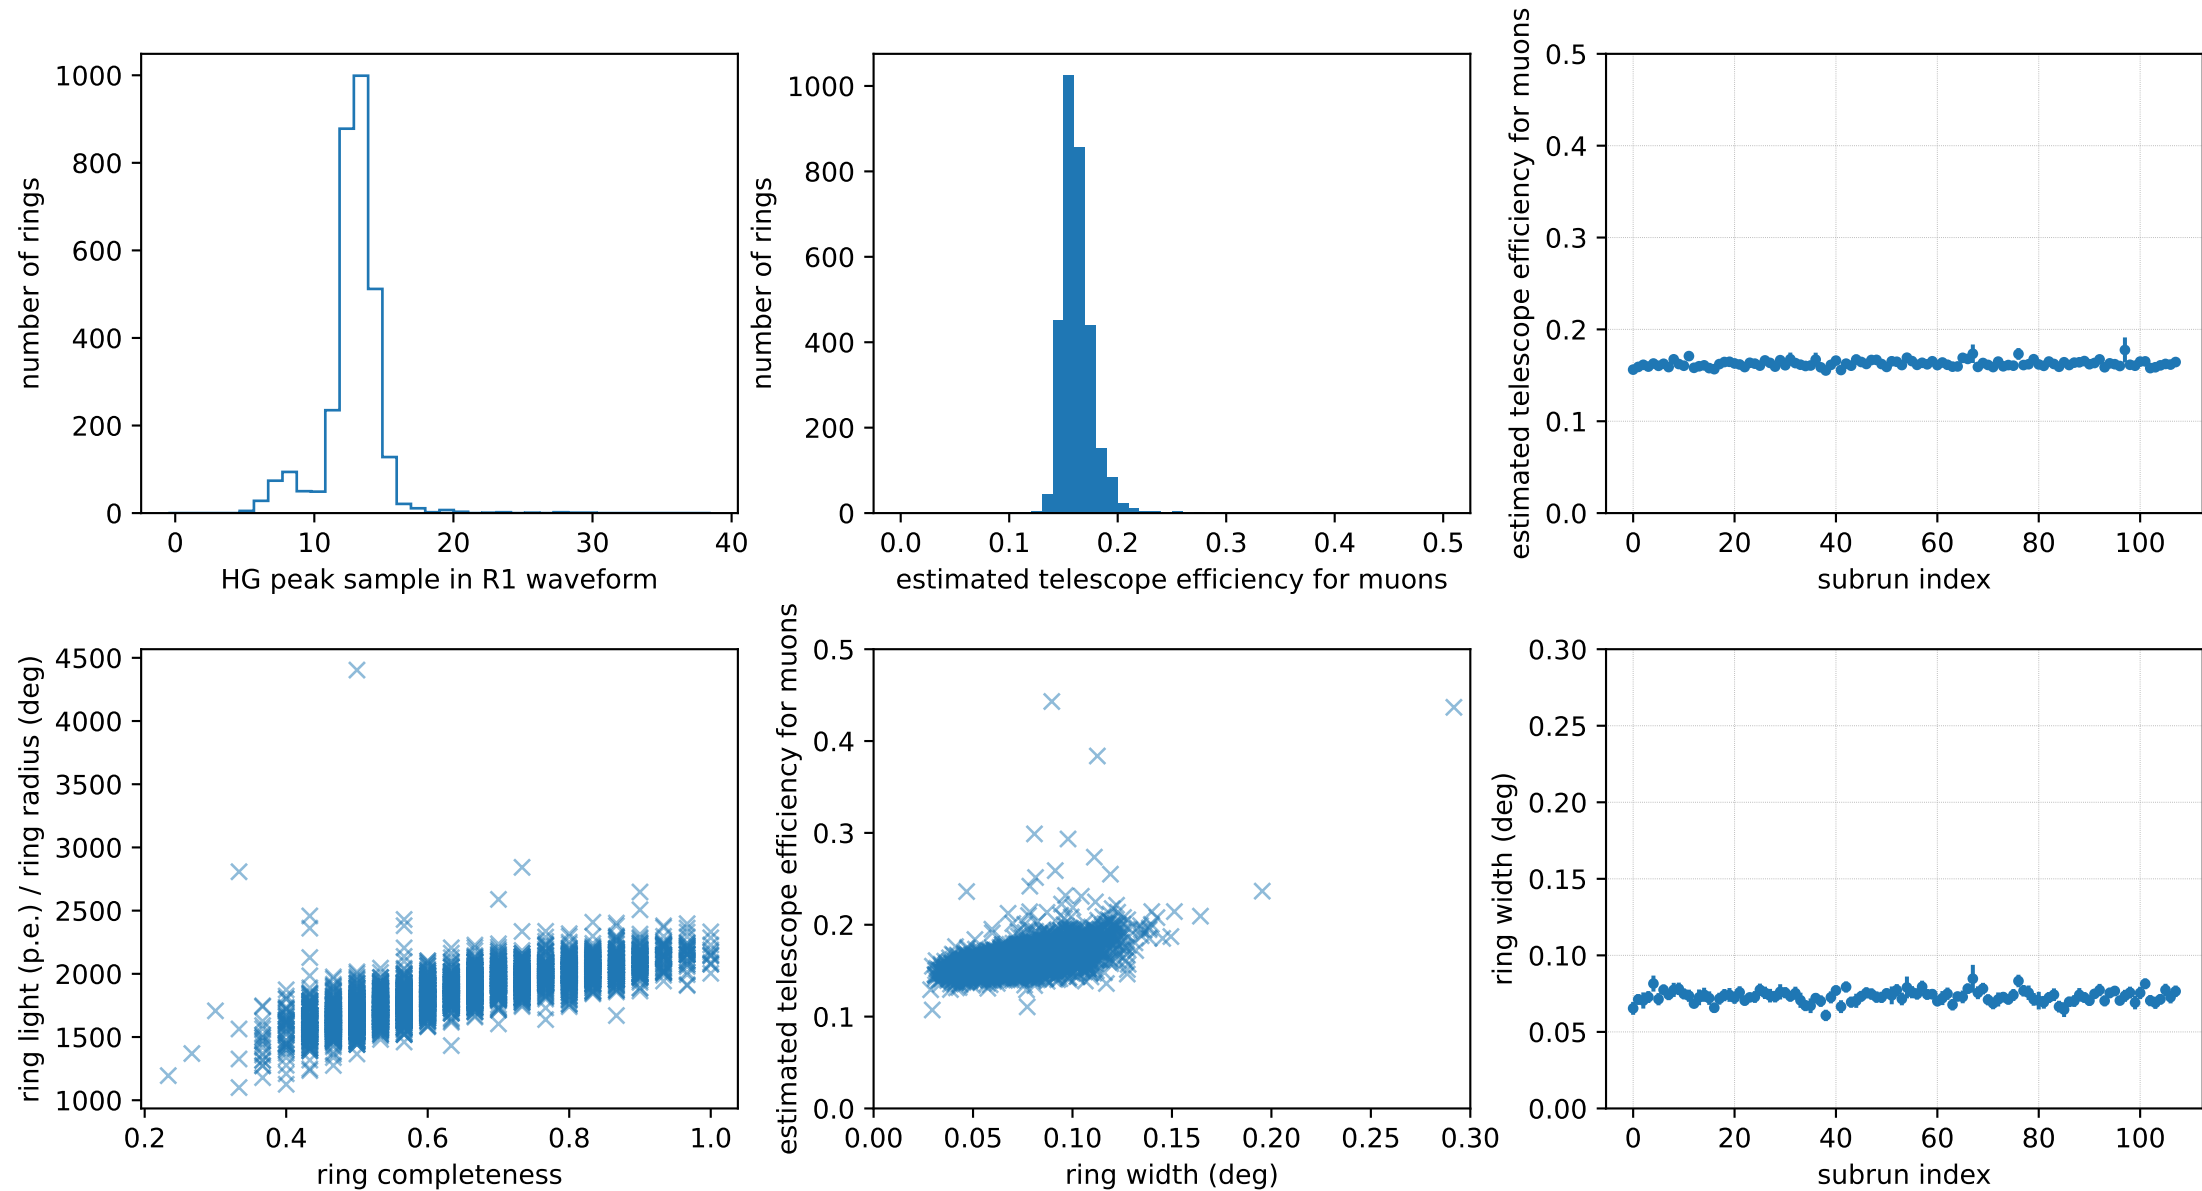 number of rings
1000
800
600
400
200
0
0 10 20 30 40
HG peak sample in R1 waveform
number of rings
1000
800
600
400
200
0
0.0 0.1 0.2 0.3 0.4 0.5
estimated telescope efficiency for muons
estimated telescope efficiency for muons
0.5
0.4
0.3
0.2
0.1
0.0
0 20 40 60 80 100
subrun index
ring light (p.e.) / ring radius (deg)
4500
4000
3500
3000
2500
2000
1500
1000
0.2 0.4 0.6 0.8 1.0
ring completeness
estimated telescope efficiency for muons
0.5
0.4
0.3
0.2
0.1
0.0
0.00 0.05 0.10 0.15 0.20 0.25 0.30
ring width (deg)
ring width (deg)
0.30
0.25
0.20
0.15
0.10
0.05
0.00
0 20 40 60 80 100
subrun index